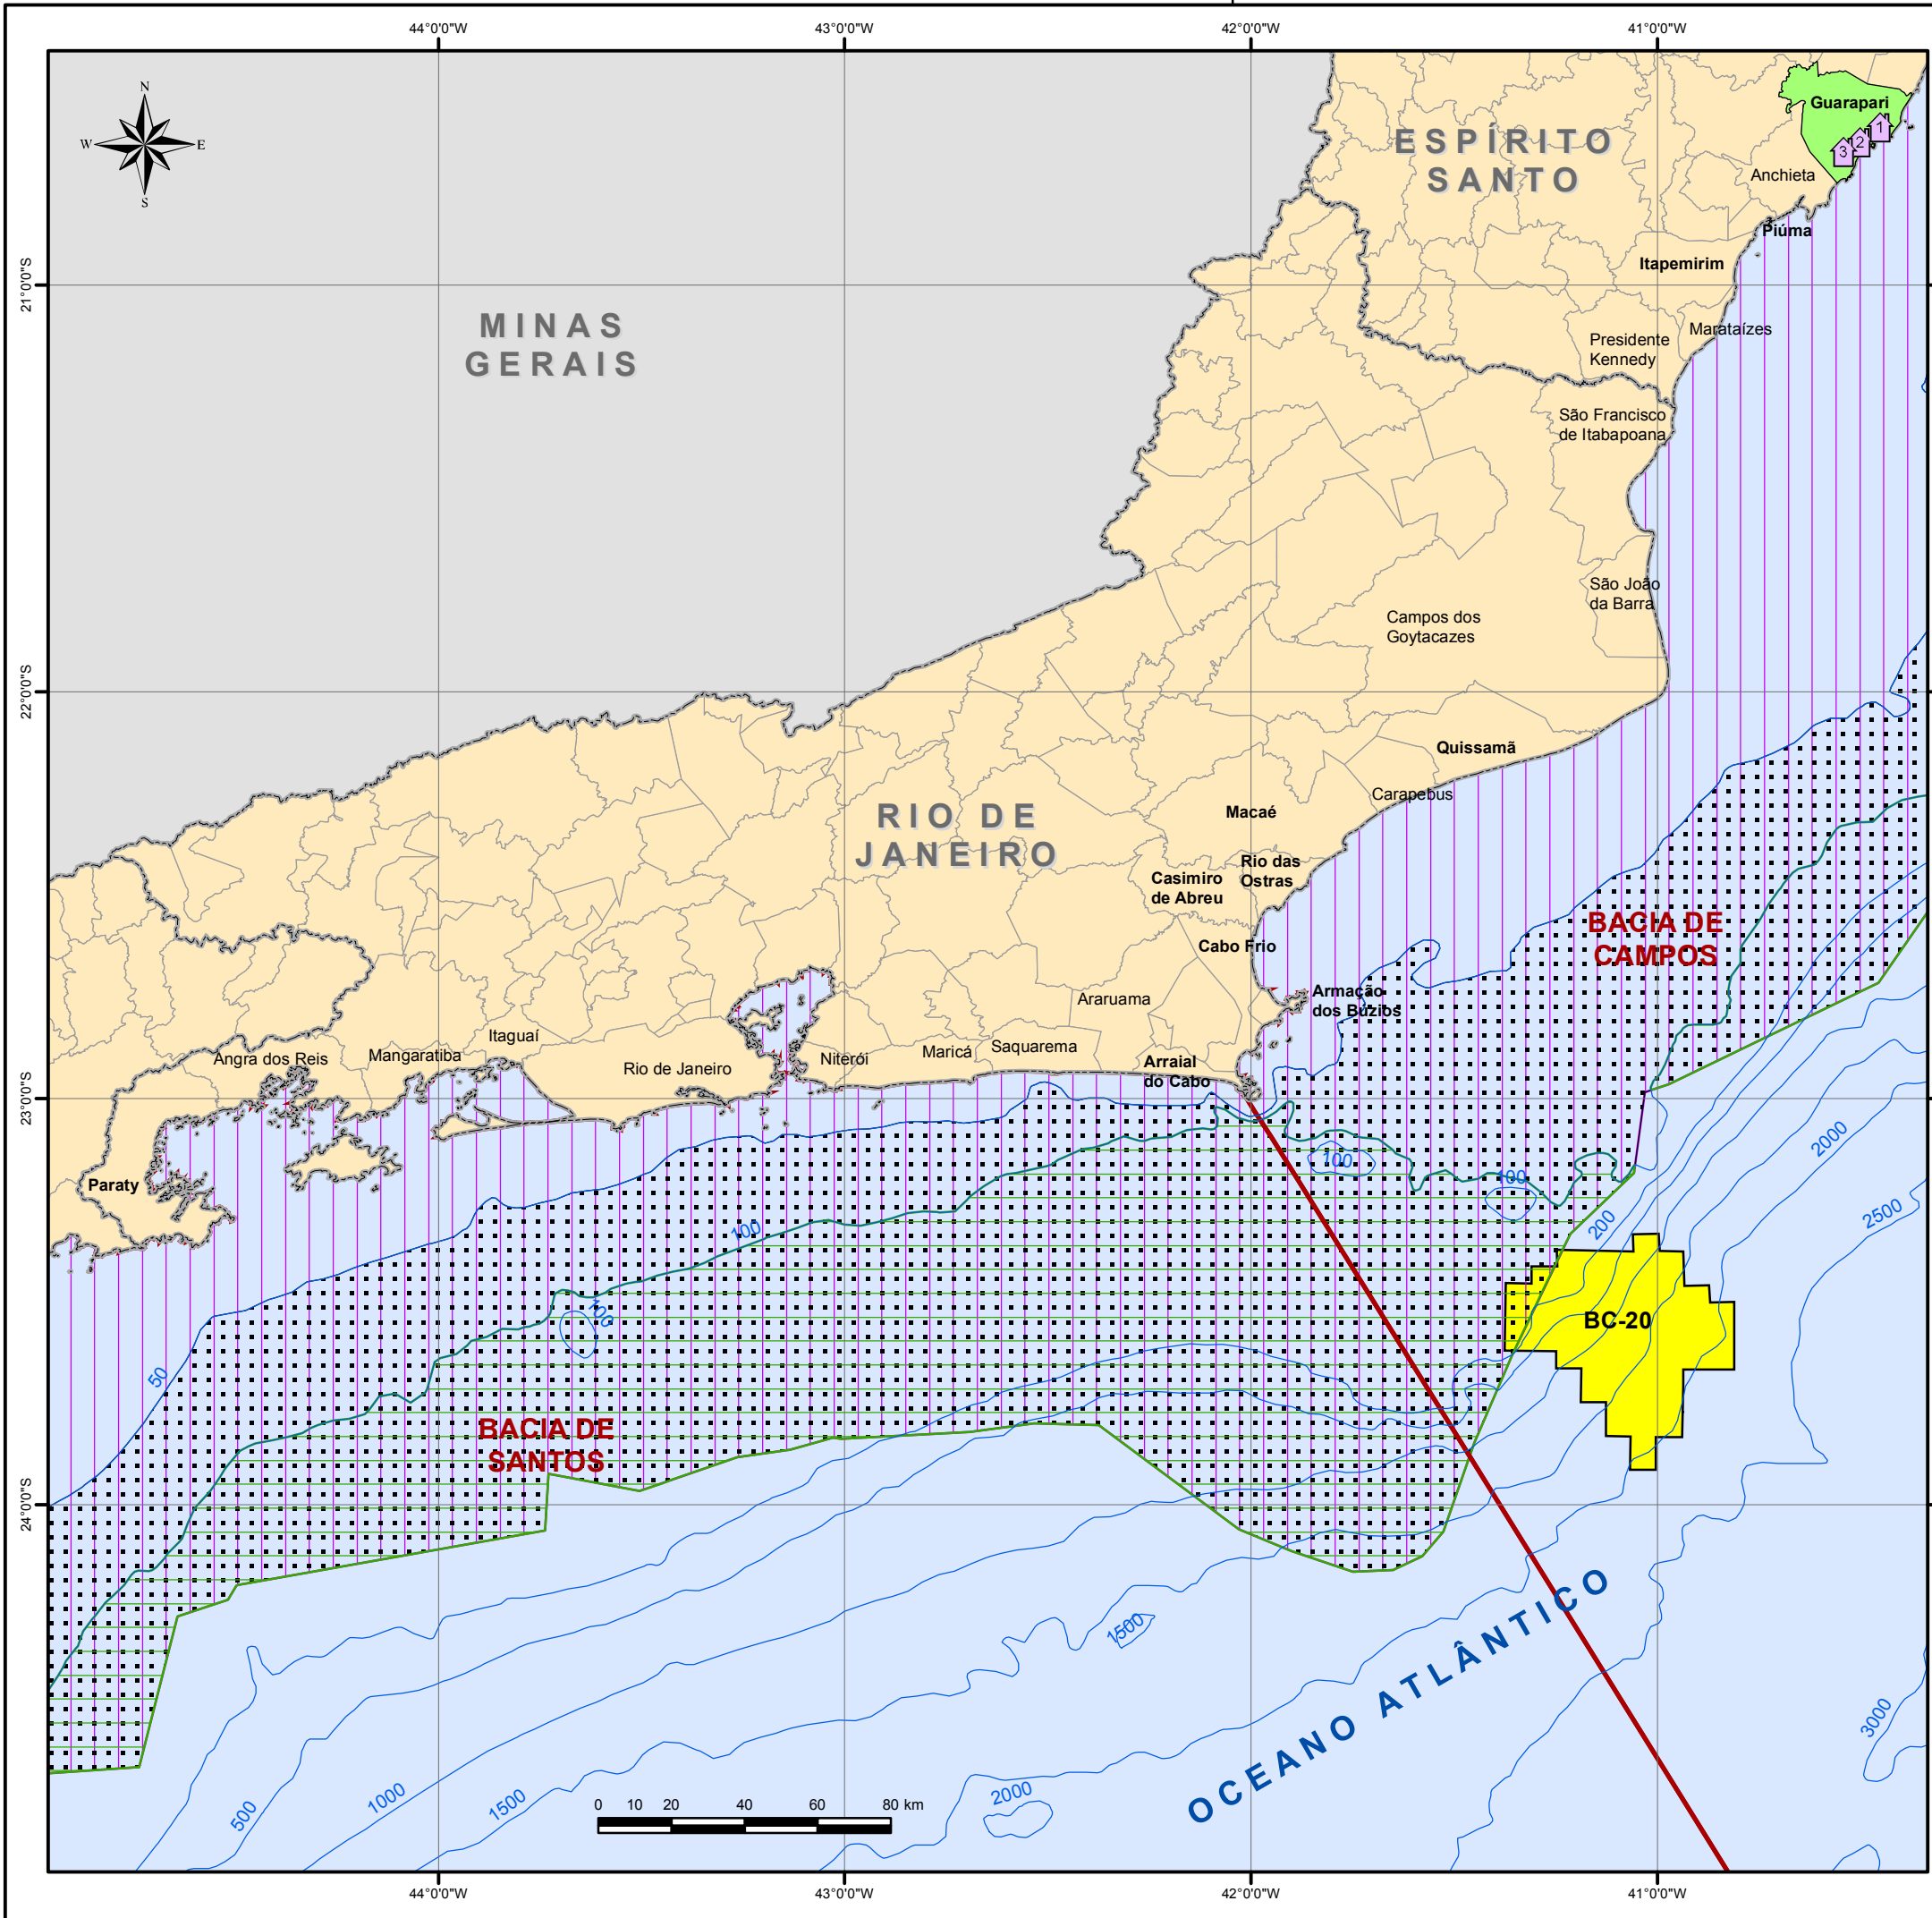 44°0'0"W
43°0'0"W
42°0'0"W
41°0'0"W
N
W
E
S
Guarapari
1
2
3
ESPÍRITO
SANTO
Anchieta
Piúma
Itapemirim
21°0'0"S
21°0'0"S
MINAS
GERAIS
Marataízes
Presidente
Kennedy
São Francisco
de Itabapoana
São João
da Barra
Campos dos
Goytacazes
22°0'0"S
Quissamã
Carapebus
Macaé
RIO DE
JANEIRO
Rio das
Ostras
Casimiro
de Abreu
BACIA DE
CAMPOS
Cabo Frio
Armação
dos Búzios
Araruama
Itaguaí
Angra dos Reis
Mangaratiba
Rio de Janeiro
Niterói
Maricá
Saquarema
Arraial
do Cabo
23°0'0"S
Paraty
100
100
200
2000
2500
100
100
50
BC-20
BACIA DE
SANTOS
24°0'0"S
OCEANO ATLÂNTICO
1500
3000
500
1000
1500
2000
0 10 20 40 60 80 km
44°0'0"W
43°0'0"W
42°0'0"W
41°0'0"W